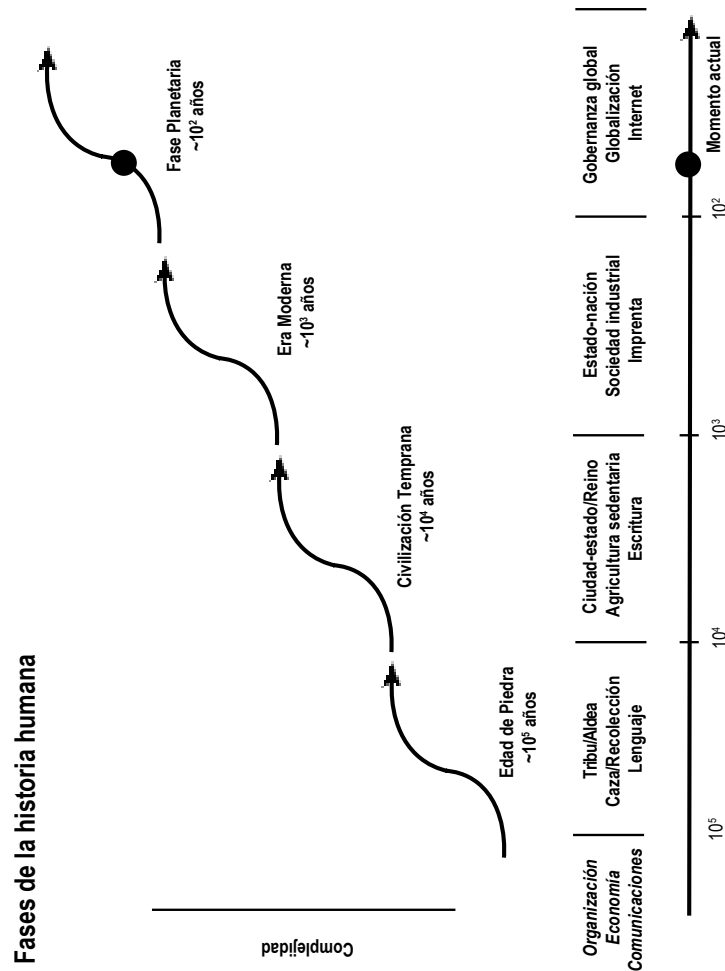 Fases de la historia humana
Complejidad
Fase Planetaria
~10² años
Era Moderna
~10³ años
Civilización Temprana
~10⁴ años
Edad de Piedra
~10⁵ años
Organización
Economía
Comunicaciones
Tribu/Aldea
Caza/Recolección
Lenguaje
Ciudad-estado/Reino
Agricultura sedentaria
Escritura
Estado-nación
Sociedad industrial
Imprenta
Gobernanza global
Globalización
Internet
10⁵
10⁴
10³
10²
Momento actual